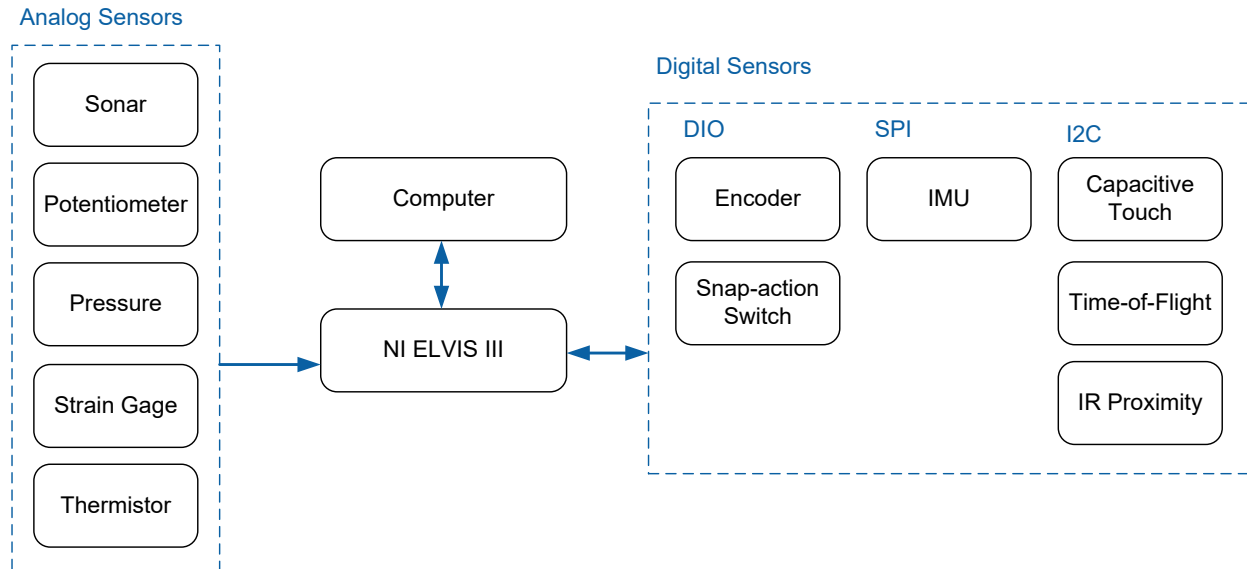 Analog Sensors
Sonar
Potentiometer
Pressure
Strain Gage
Thermistor
Computer
NI ELVIS III
Digital Sensors
DIO
Encoder
Snap-action
Switch
SPI
IMU
I2C
Capacitive
Touch
Time-of-Flight
IR Proximity